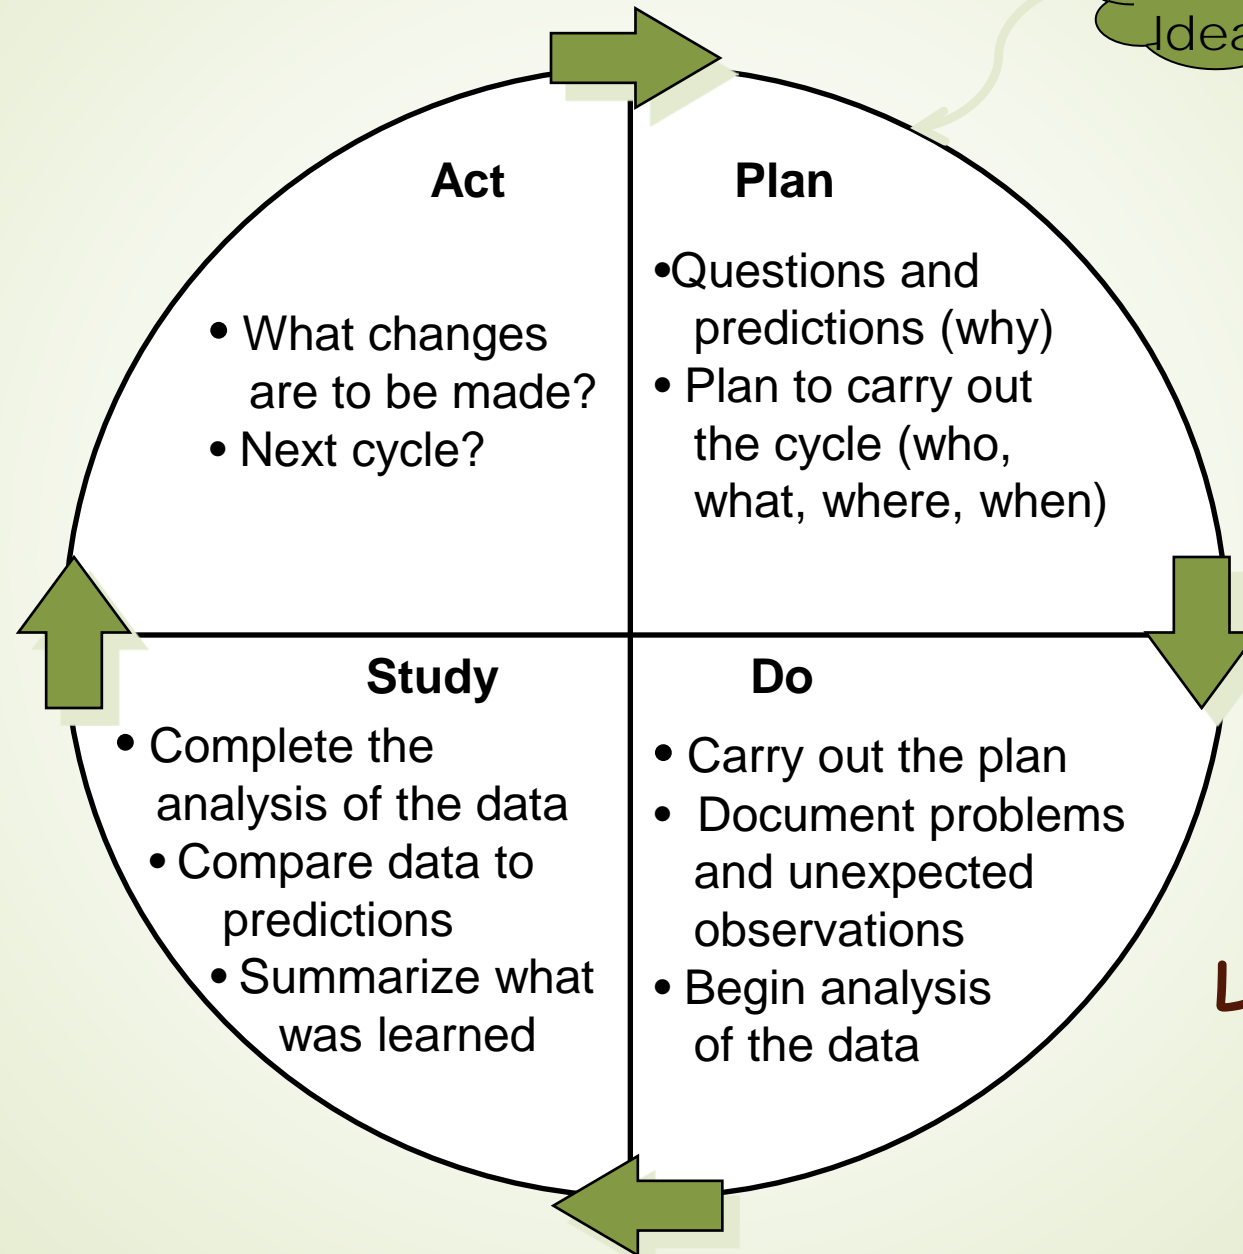 Act
• What changes
are to be made?
• Next cycle?
Plan
•Questions and
predictions (why)
• Plan to carry out
the cycle (who,
what, where, when)
Study
• Complete the
analysis of the data
• Compare data to
predictions
• Summarize what
was learned
Do
• Carry out the plan
• Document problems
and unexpected
observations
• Begin analysis
of the data